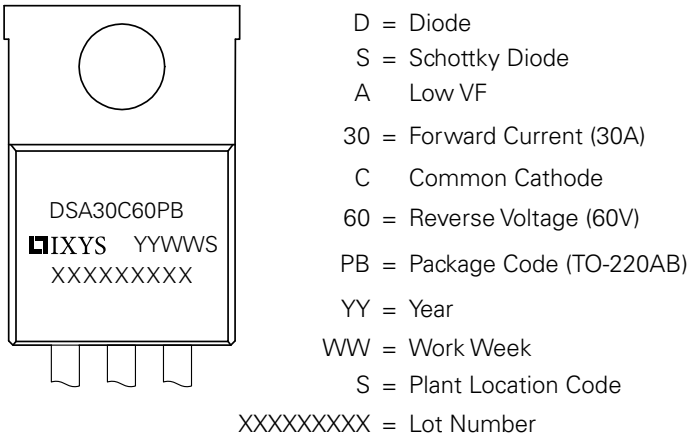 DSA30C60PB
IXYS YYWWS
XXXXXXXXX
D = Diode
S = Schottky Diode
A Low VF
30 = Forward Current (30A)
C Common Cathode
60 = Reverse Voltage (60V)
PB = Package Code (TO-220AB)
YY = Year
WW = Work Week
S = Plant Location Code
XXXXXXXXX = Lot Number